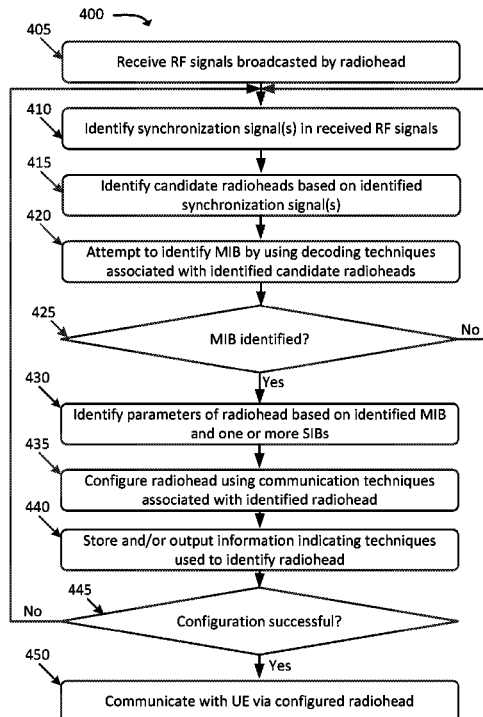 400
405
Receive RF signals broadcasted by radiohead
410
Identify synchronization signal(s) in received RF signals
415
Identify candidate radioheads based on identified
synchronization signal(s)
420
Attempt to identify MIB by using decoding techniques
associated with identified candidate radioheads
425
MIB identified?
No
Yes
430
Identify parameters of radiohead based on identified MIB
and one or more SIBs
435
Configure radiohead using communication techniques
associated with identified radiohead
440
Store and/or output information indicating techniques
used to identify radiohead
445
No
Configuration successful?
Yes
450
Communicate with UE via configured radiohead